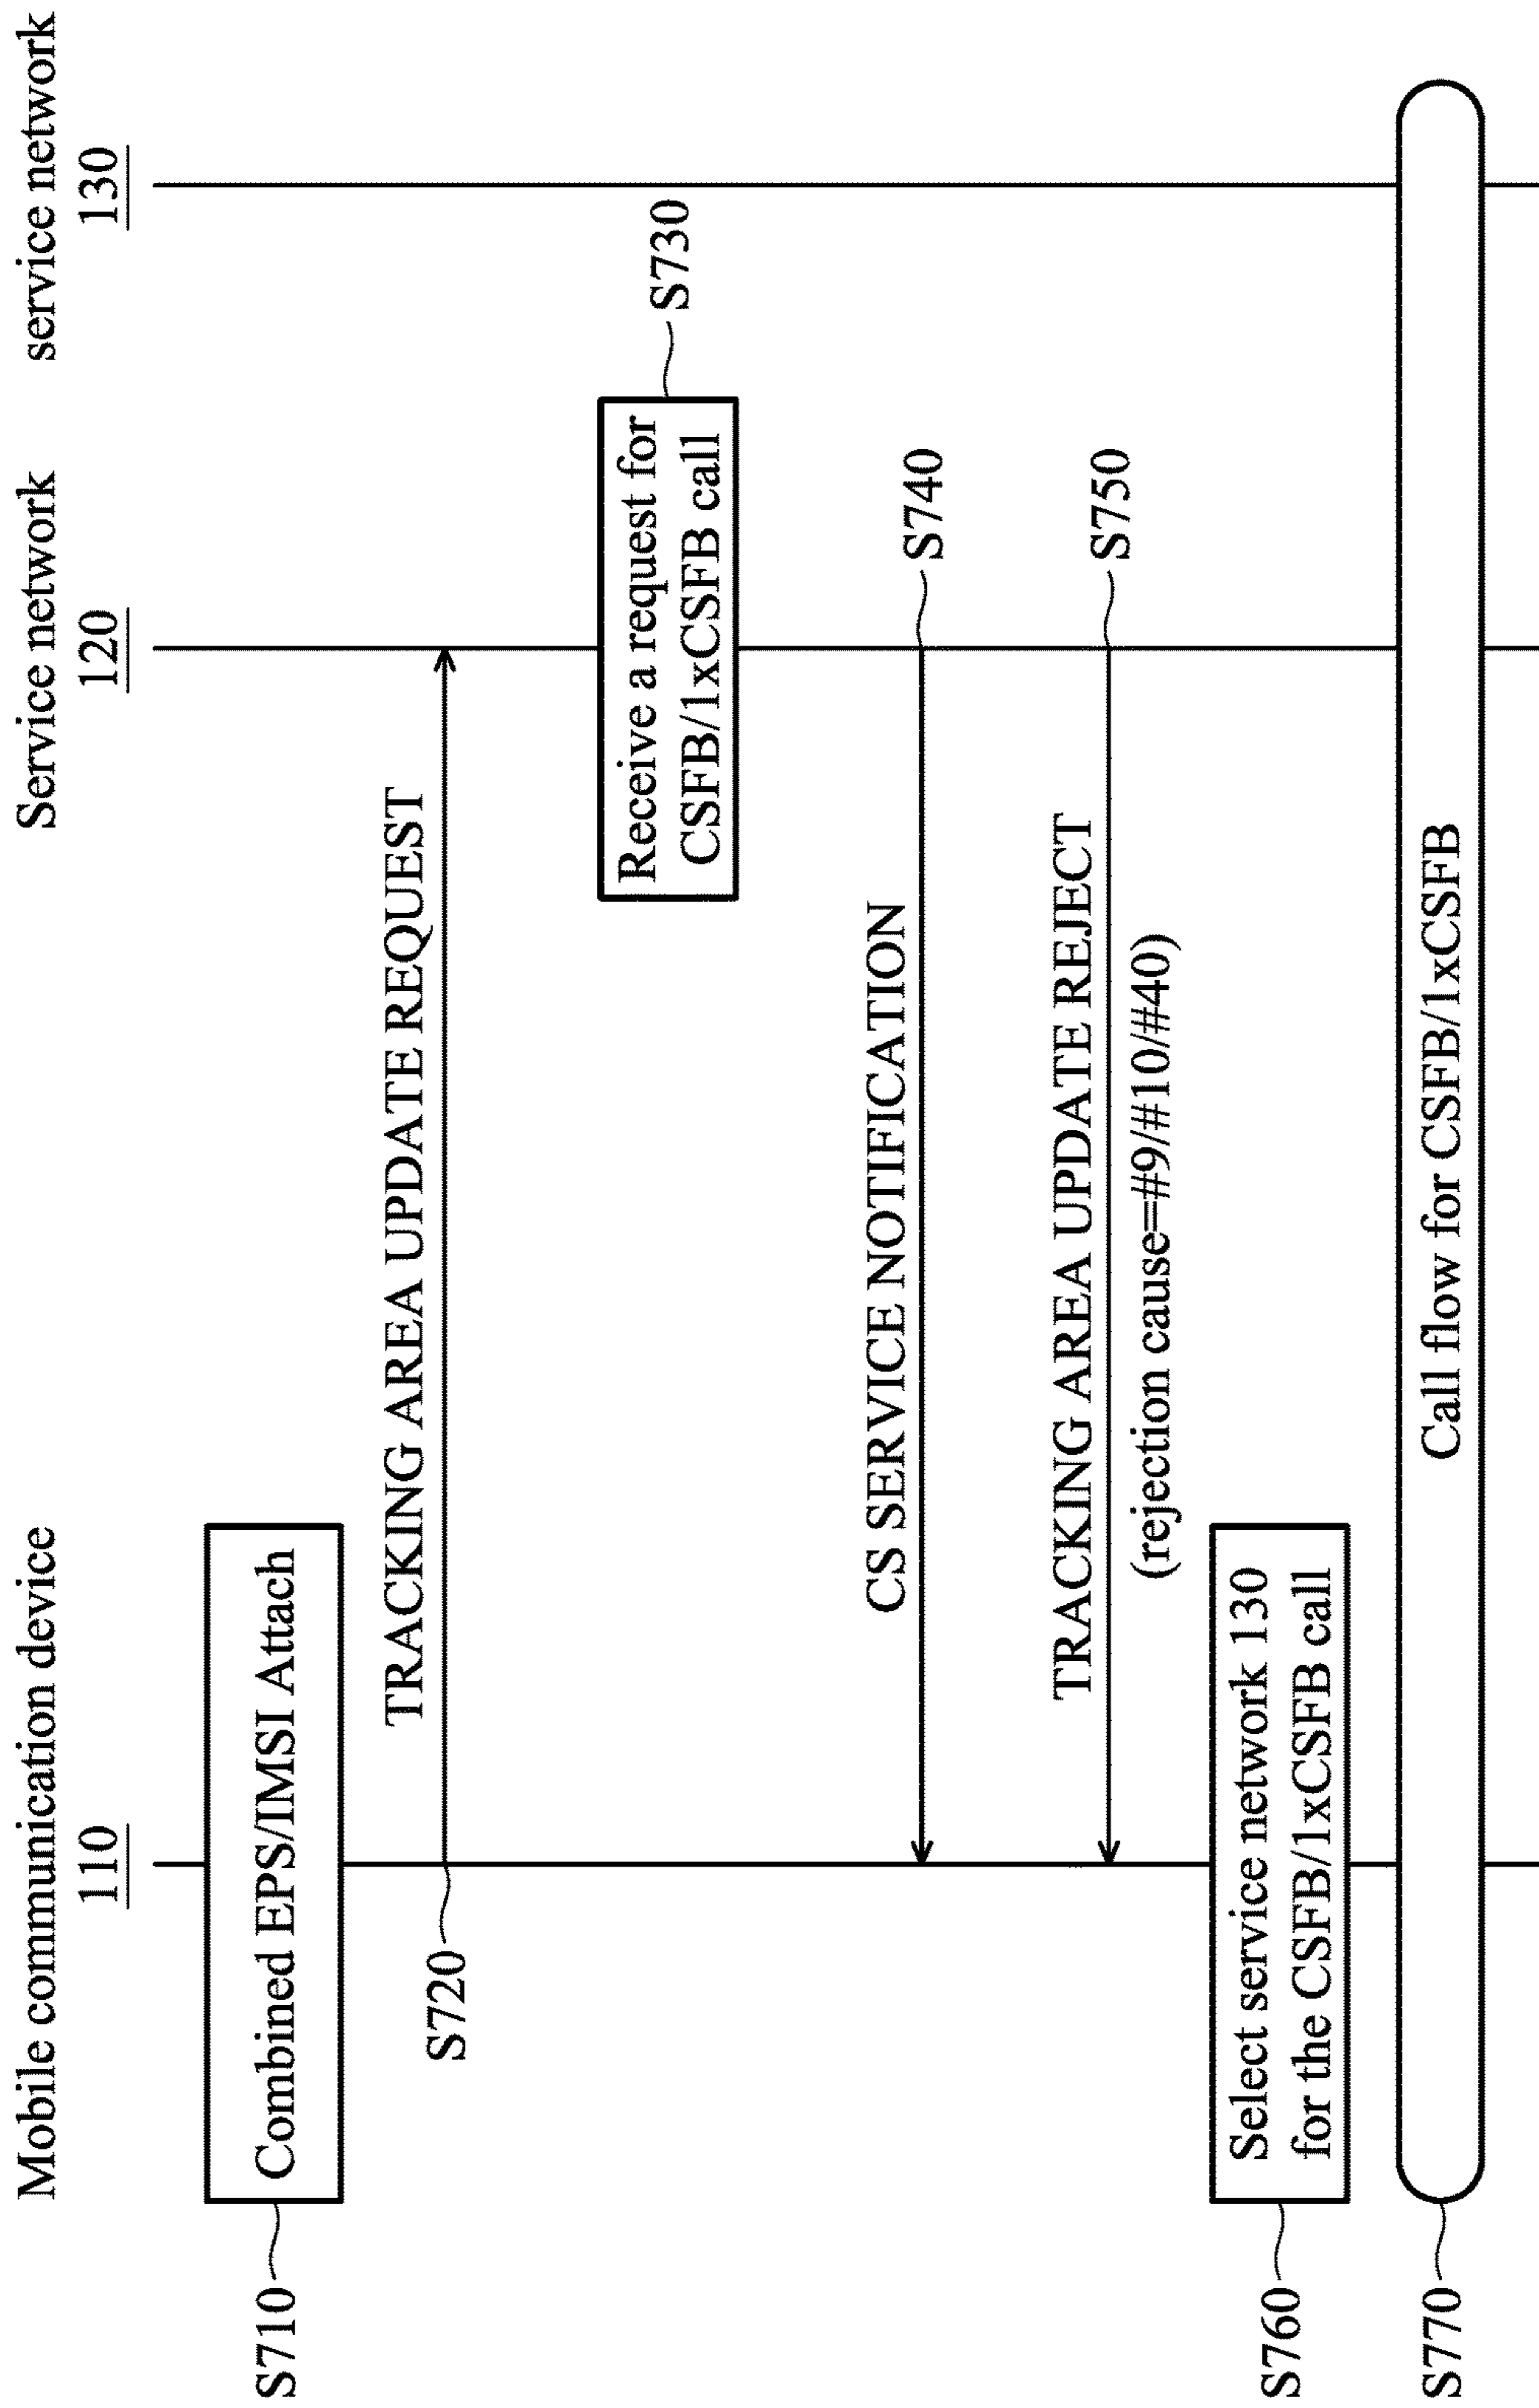 Mobile communication device
110
Service network
120
service network
130
S710
Combined EPS/IMSI Attach
TRACKING AREA UPDATE REQUEST
S720
Receive a request for
CSFB/1xCSFB call
S730
CS SERVICE NOTIFICATION
S740
TRACKING AREA UPDATE REJECT
(rejection cause=#9/#10/#40)
S750
S760
Select service network 130
for the CSFB/1xCSFB call
S770
Call flow for CSFB/1xCSFB